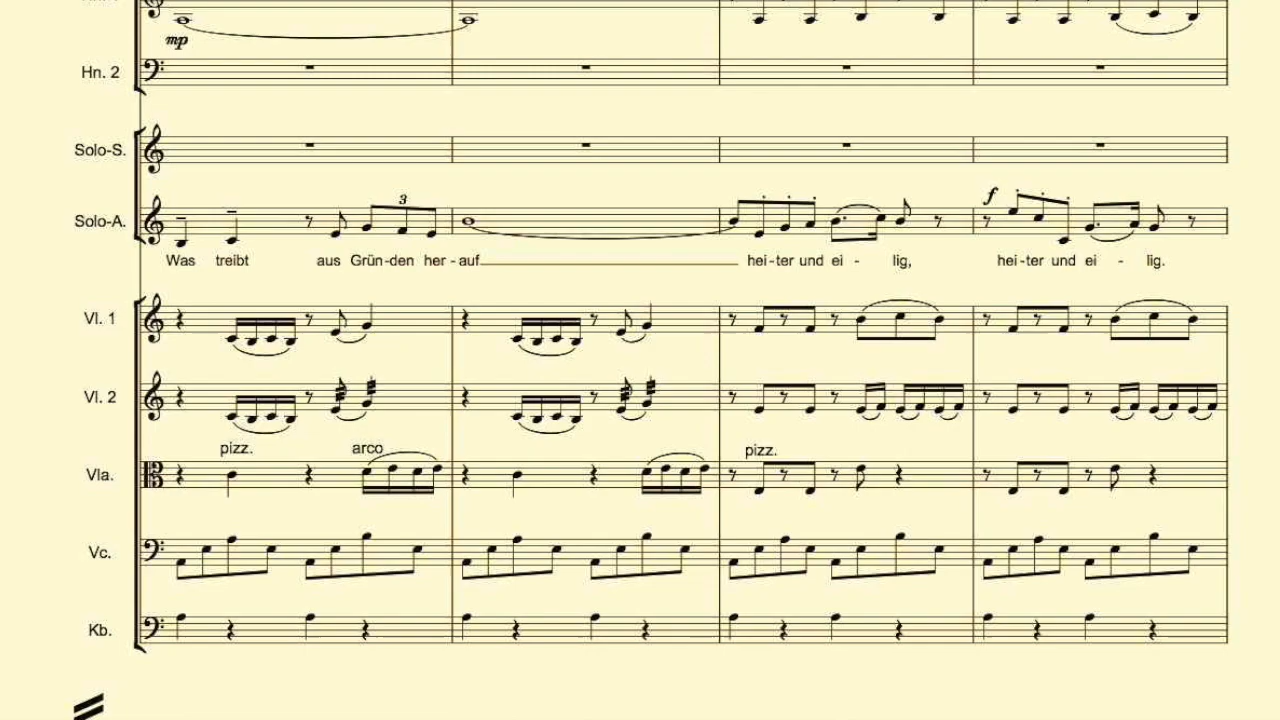 mp
Hn. 2
Solo-S.
Solo-A.
3
f
Was treibt aus Grün-den her-auf hei-ter und ei - lig, hei-ter und ei - lig.
Vl. 1
Vl. 2
pizz. arco pizz.
Vla.
Vc.
Kb.